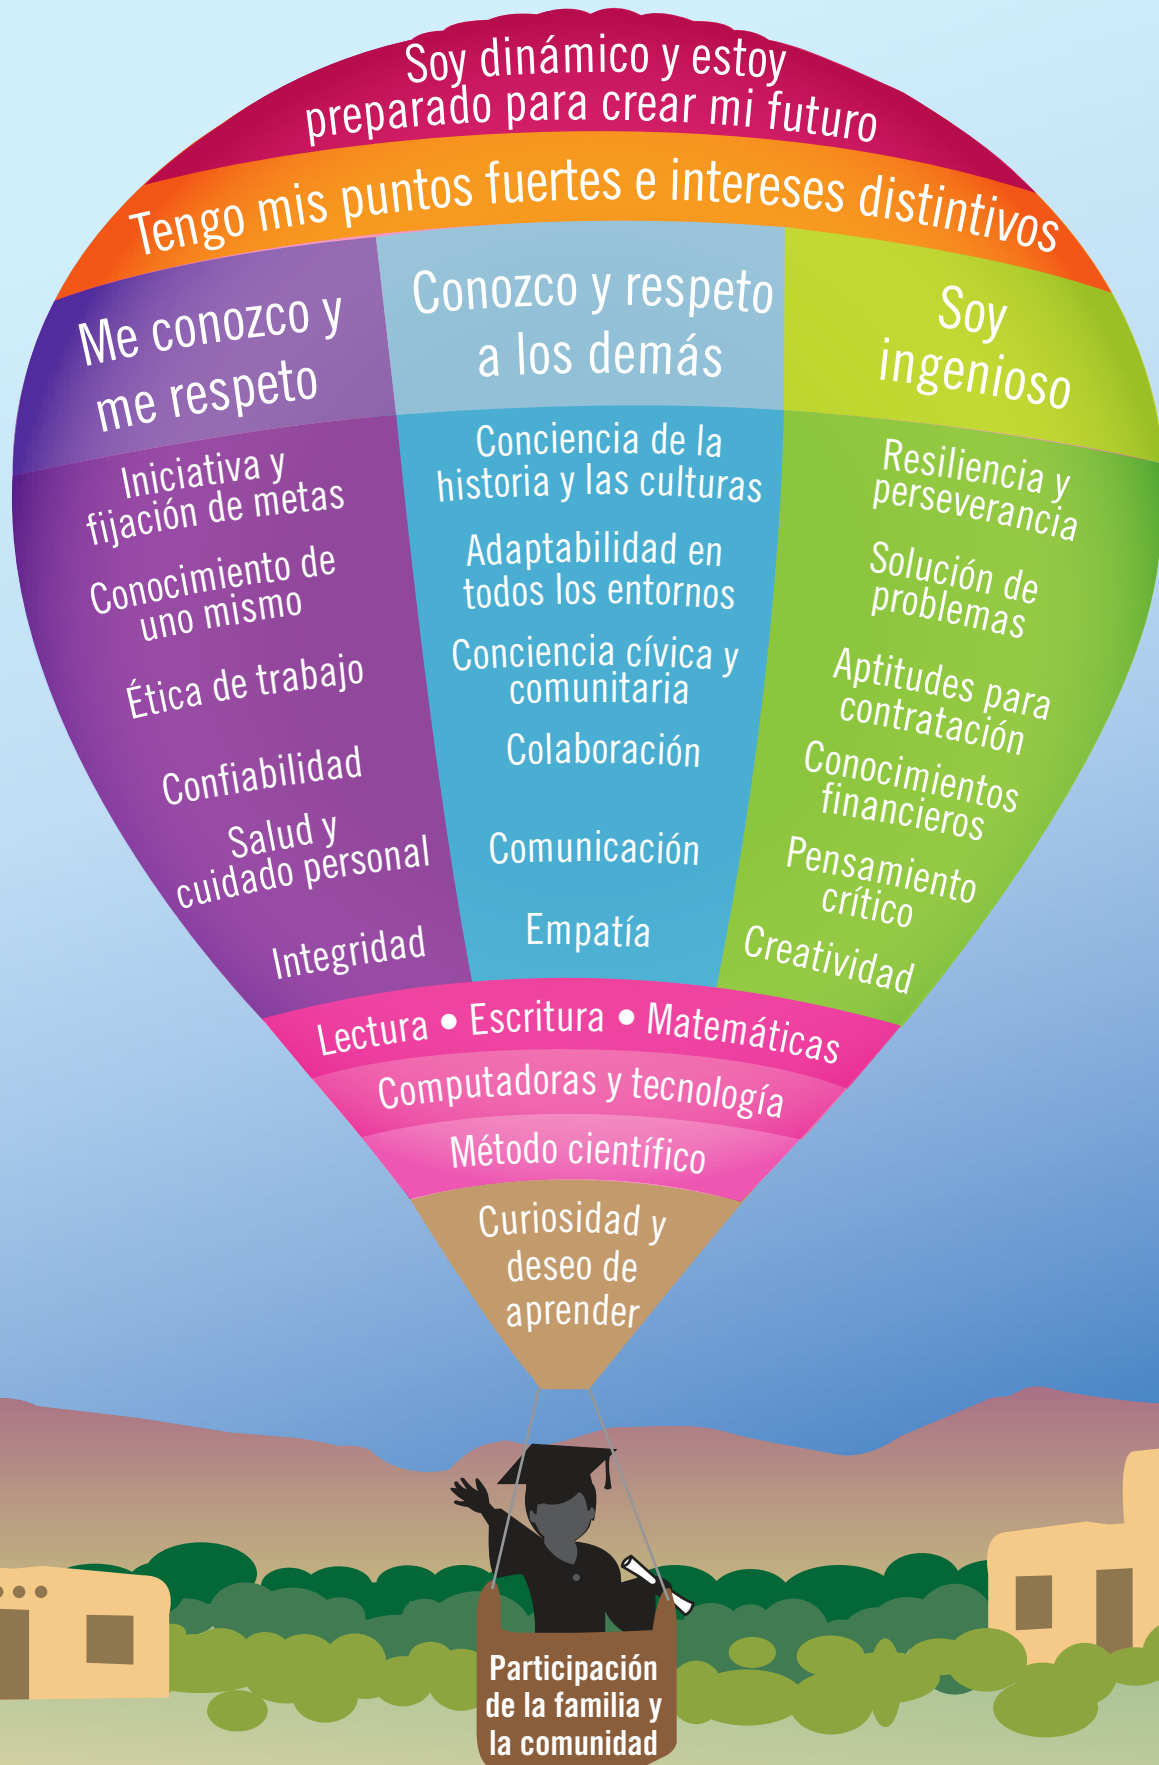 Soy dinámico y estoy
preparado para crear mi futuro
Tengo mis puntos fuertes e intereses distintivos
Me conozco y
me respeto
Iniciativa y
fijación de metas
Conocimiento de
uno mismo
Ética de trabajo
Confiabilidad
Salud y
cuidado personal
Integridad
Conozco y respeto
a los demás
Conciencia de la
historia y las culturas
Adaptabilidad en
todos los entornos
Conciencia cívica y
comunitaria
Colaboración
Comunicación
Empatía
Soy
ingenioso
Resiliencia y
perseverancia
Solución de
problemas
Aptitudes para
contratación
Conocimientos
financieros
Pensamiento
crítico
Creatividad
Lectura • Escritura • Matemáticas
Computadoras y tecnología
Método científico
Curiosidad y
deseo de
aprender
Participación
de la familia y
la comunidad